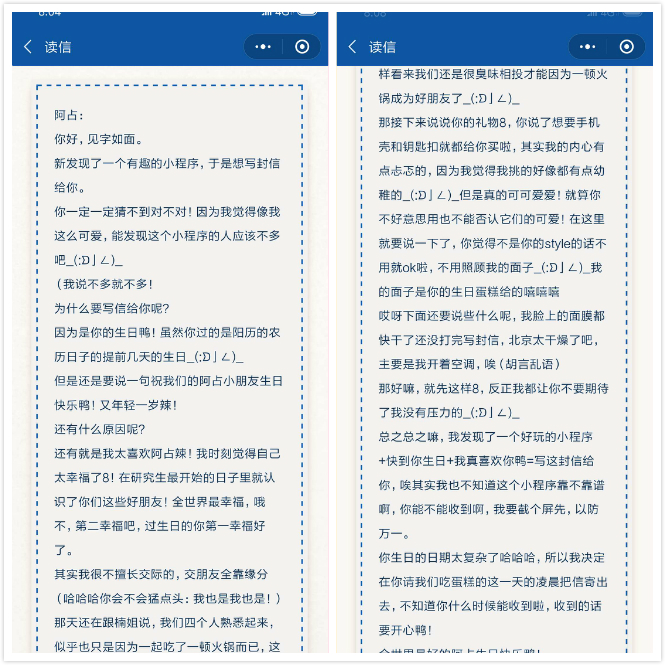 8:04
读信
阿占：
你好，见字如面。
新发现了一个有趣的小程序，于是想写封信
给你。
你一定一定猜不到对不对！因为我觉得像我
这么可爱，能发现这个小程序的人应该不多
吧_(:D」∠)_
（我说不多就不多！
为什么要写信给你呢？
因为是你的生日鸭！虽然你过的是阳历的农
历日子的提前几天的生日_(:D」∠)_
但是还是要说一句祝我们的阿占小朋友生日
快乐鸭！又年轻一岁辣！
还有什么原因呢？
还有就是我太喜欢阿占辣！我时刻觉得自己
太幸福了8！在研究生最开始的日子里就认
识了你们这些好朋友！全世界最幸福，哦
不，第二幸福吧，过生日的你第一幸福好
了。
其实我很不擅长交际的，交朋友全靠缘分
（哈哈哈你会不会猛点头：我也是我也是！）
那天还在跟楠姐说，我们四个人熟悉起来，
似乎也只是因为一起吃了一顿火锅而已，这
8:08
读信
样看来我们还是很臭味相投才能因为一顿火
锅成为好朋友了_(:D」∠)_
那接下来说说你的礼物8，你说了想要手机
壳和钥匙扣就都给你买啦，其实我的内心有
点忐忑的，因为我觉得我挑的好像都有点幼
稚的_(:D」∠)_但是真的可可爱爱！就算你
不好意思用也不能否认它们的可爱！在这里
就要说一下了，你觉得不是你的style的话不
用就ok啦，不用照顾我的面子_(:D」∠)_我
的面子是你的生日蛋糕给的嘻嘻嘻
哎呀下面还要说些什么呢，我脸上的面膜都
快干了还没打完写封信，北京太干燥了吧，
主要是我开着空调，唉（胡言乱语）
那好嘛，就先这样8，反正我都让你不要期待
了我没有压力的_(:D」∠)_
总之总之嘛，我发现了一个好玩的小程序
+快到你生日+我真喜欢你鸭=写这封信给
你，唉其实我也不知道这个小程序靠不靠谱
啊，你能不能收到啊，我要截个屏先，以防
万一。
你生日的日期太复杂了哈哈哈，所以我决定
在你请我们吃蛋糕的这一天的凌晨把信寄出
去，不知道你什么时候能收到啦，收到的话
要开心鸭！
全世界最好的阿占生日快乐鸭！